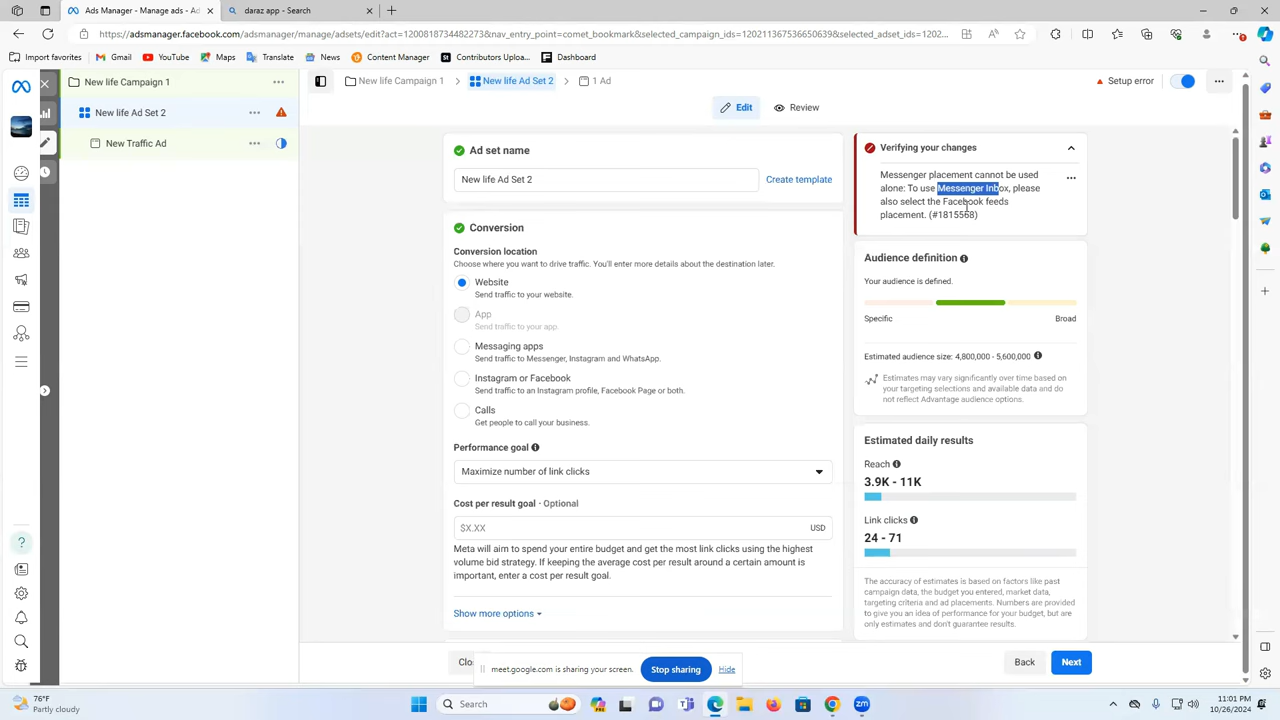 Ads Manager - Manage ads - Ad
daraz app - Search
https://adsmanager.facebook.com/adsmanager/manage/adsets/edit?act=1200818734482273&nav_entry_point=comet_bookmark&selected_campaign_ids=120211367536650639&selected_adset_ids=1202...
Import favorites
Gmail
YouTube
Maps
Translate
News
Content Manager
Contributors Uplo...
Dashboard
New life Campaign 1
New life Ad Set 2
New Traffic Ad
New life Campaign 1 > New life Ad Set 2 > 1 Ad
Setup error
Edit
Review
Ad set name
New life Ad Set 2
Create template
Conversion
Conversion location
Choose where you want to drive traffic. You'll enter more details about the destination later.
Website
Send traffic to your website.
App
Send traffic to your app.
Messaging apps
Send traffic to Messenger, Instagram and WhatsApp.
Instagram or Facebook
Send traffic to an Instagram profile, Facebook Page or both.
Calls
Get people to call your business.
Performance goal
Maximize number of link clicks
Cost per result goal · Optional
$X.XX
USD
Meta will aim to spend your entire budget and get the most link clicks using the highest
volume bid strategy. If keeping the average cost per result around a certain amount is
important, enter a cost per result goal.
Show more options
Verifying your changes
Messenger placement cannot be used
alone: To use Messenger Inbox, please
also select the Facebook feeds
placement. (#1815568)
Audience definition
Your audience is defined.
Specific
Broad
Estimated audience size: 4,800,000 - 5,600,000
Estimates may vary significantly over time based on
your targeting selections and available data and do
not reflect Advantage audience options.
Estimated daily results
Reach
3.9K - 11K
Link clicks
24 - 71
The accuracy of estimates is based on factors like past
campaign data, the budget you entered, market data,
targeting criteria and ad placements. Numbers are provided
to give you an idea of performance for your budget, but are
only estimates and don't guarantee results.
Clo
meet.google.com is sharing your screen.
Stop sharing
Hide
Back
Next
76°F
Partly cloudy
Search
11:01 PM
10/26/2024